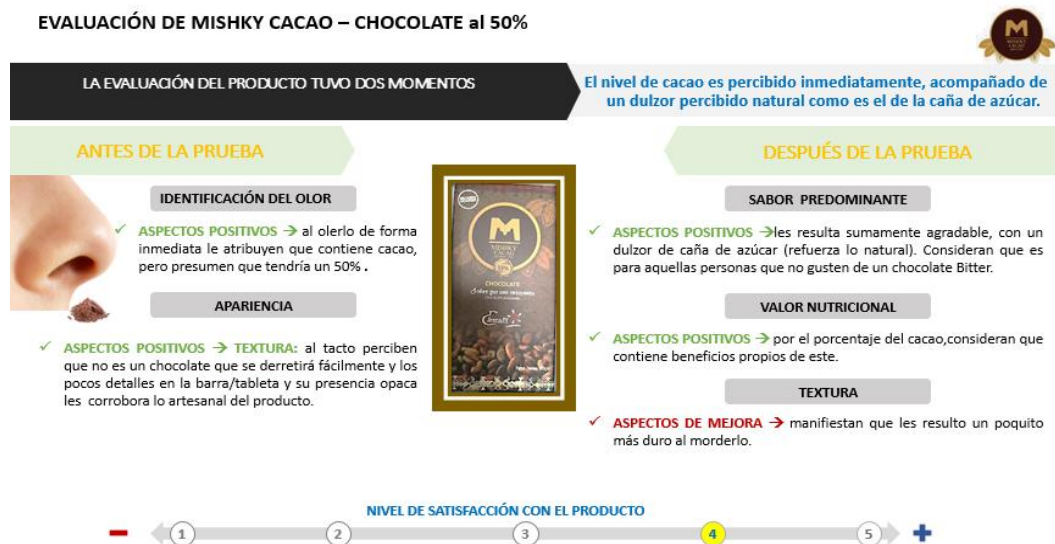 EVALUACIÓN DE MISHKY CACAO – CHOCOLATE al 50%
M
MISHKY
CACAO
LA EVALUACIÓN DEL PRODUCTO TUVO DOS MOMENTOS
El nivel de cacao es percibido inmediatamente, acompañado de
un dulzor percibido natural como es el de la caña de azúcar.
ANTES DE LA PRUEBA
IDENTIFICACIÓN DEL OLOR
✓ ASPECTOS POSITIVOS → al olerlo de forma
inmediata le atribuyen que contiene cacao,
pero presumen que tendría un 50% .
APARIENCIA
✓ ASPECTOS POSITIVOS → TEXTURA: al tacto perciben
que no es un chocolate que se derretirá fácilmente y los
pocos detalles en la barra/tableta y su presencia opaca
les corrobora lo artesanal del producto.
M
MISHKY
CACAO
CHOCOLATE
DESPUÉS DE LA PRUEBA
SABOR PREDOMINANTE
✓ ASPECTOS POSITIVOS →les resulta sumamente agradable, con un
dulzor de caña de azúcar (refuerza lo natural). Consideran que es
para aquellas personas que no gusten de un chocolate Bitter.
VALOR NUTRICIONAL
✓ ASPECTOS POSITIVOS → por el porcentaje del cacao,consideran que
contiene beneficios propios de este.
TEXTURA
✓ ASPECTOS DE MEJORA → manifiestan que les resulto un poquito
más duro al morderlo.
NIVEL DE SATISFACCIÓN CON EL PRODUCTO
– 1 2 3 4 5 +